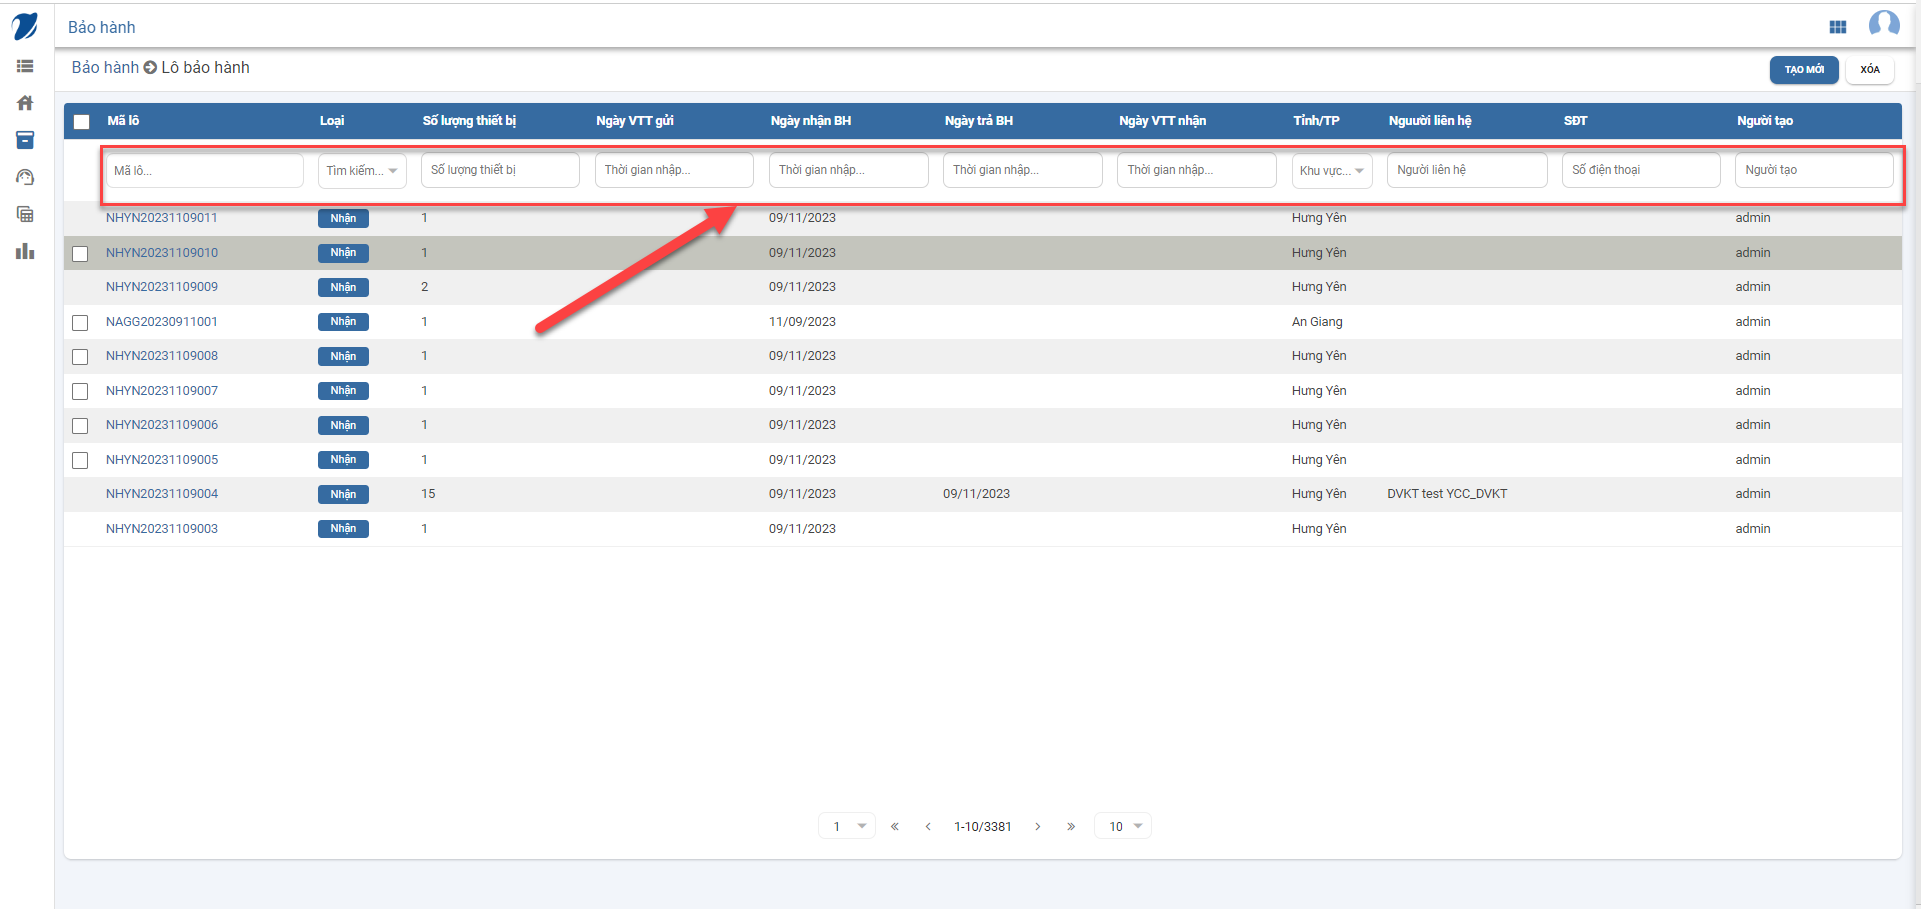 Bảo hành
Bảo hành Lô bảo hành
TẠO MỚI XÓA
Mã lô Loại Số lượng thiết bị Ngày VTT gửi Ngày nhận BH Ngày trả BH Ngày VTT nhận Tỉnh/TP Nguười liên hệ SĐT Người tạo
Mã lô... Tìm kiếm... Số lượng thiết bị Thời gian nhập... Thời gian nhập... Thời gian nhập... Thời gian nhập... Khu vực... Người liên hệ Số điện thoại Người tạo
NHYN20231109011 Nhận 1 09/11/2023 Hưng Yên admin
NHYN20231109010 Nhận 1 09/11/2023 Hưng Yên admin
NHYN20231109009 Nhận 2 09/11/2023 Hưng Yên admin
NAGG20230911001 Nhận 1 11/09/2023 An Giang admin
NHYN20231109008 Nhận 1 09/11/2023 Hưng Yên admin
NHYN20231109007 Nhận 1 09/11/2023 Hưng Yên admin
NHYN20231109006 Nhận 1 09/11/2023 Hưng Yên admin
NHYN20231109005 Nhận 1 09/11/2023 Hưng Yên admin
NHYN20231109004 Nhận 15 09/11/2023 09/11/2023 Hưng Yên DVKT test YCC_DVKT admin
NHYN20231109003 Nhận 1 09/11/2023 Hưng Yên admin
1 « ‹ 1-10/3381 › » 10